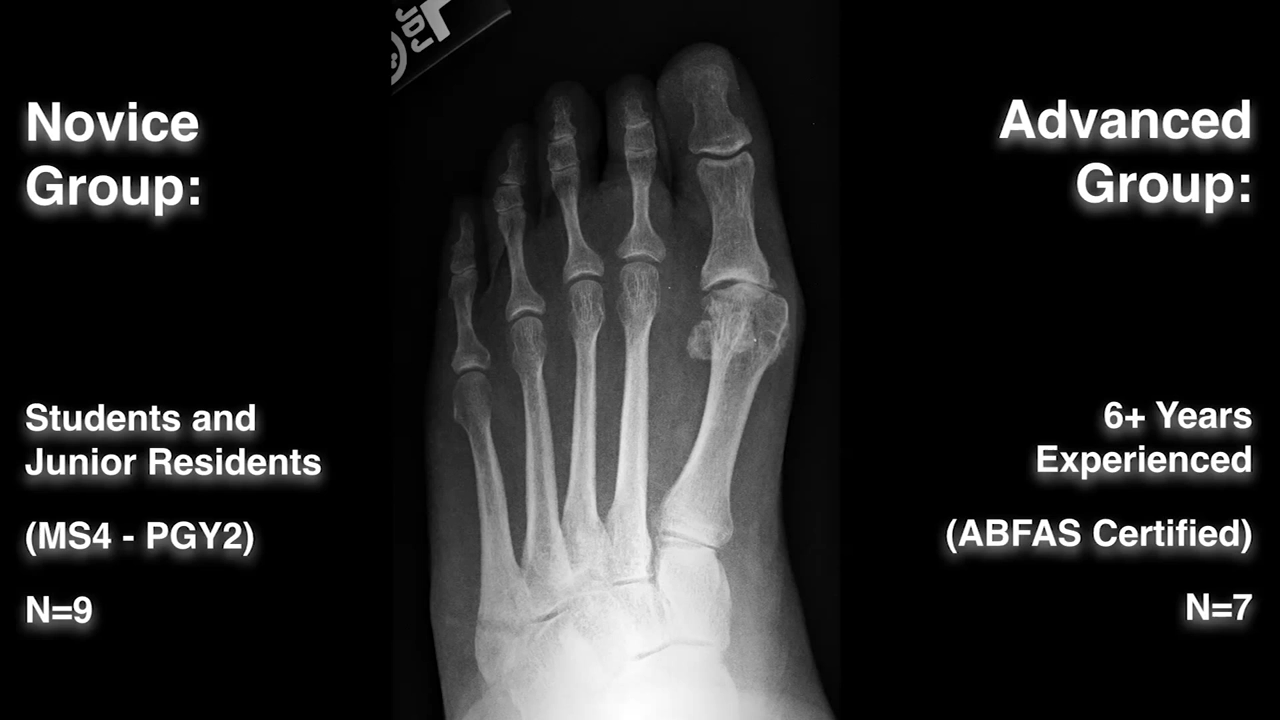 Novice
Group:
Students and
Junior Residents
(MS4 - PGY2)
N=9
Advanced
Group:
6+ Years
Experienced
(ABFAS Certified)
N=7